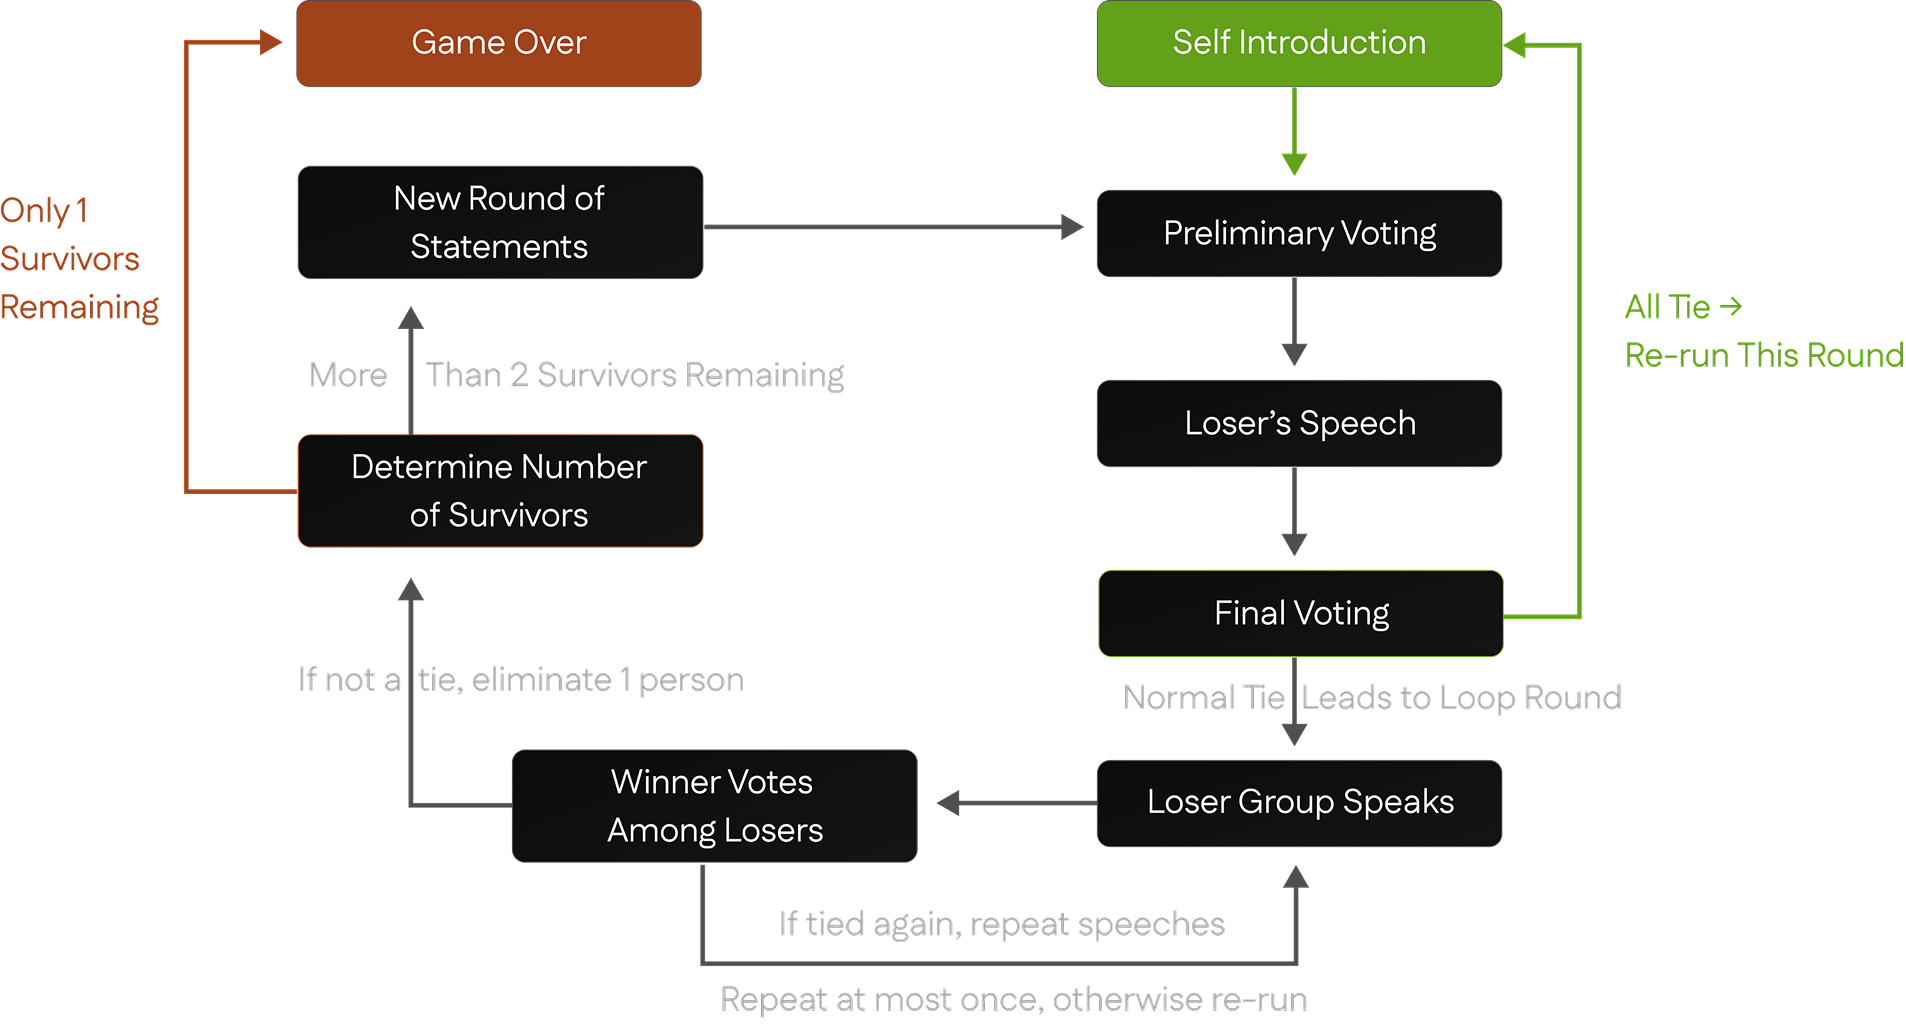 Game Over
Self Introduction
New Round of
Statements
Preliminary Voting
Only 1
Survivors
Remaining
All Tie →
Re-run This Round
More Than 2 Survivors Remaining
Loser’s Speech
Determine Number
of Survivors
Final Voting
If not a tie, eliminate 1 person
Normal Tie Leads to Loop Round
Winner Votes
Among Losers
Loser Group Speaks
If tied again, repeat speeches
Repeat at most once, otherwise re-run